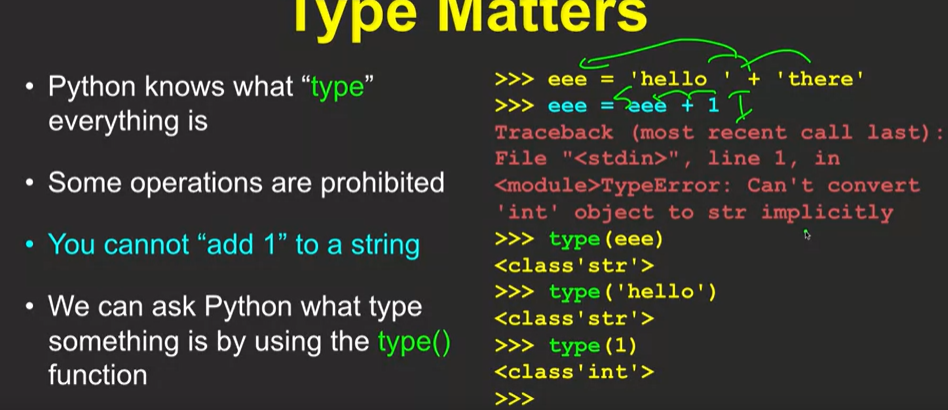 Type Matters
• Python knows what “type”
everything is
• Some operations are prohibited
• You cannot “add 1” to a string
• We can ask Python what type
something is by using the type()
function
>>> eee = 'hello ' + 'there'
>>> eee = eee + 1
Traceback (most recent call last):
File "<stdin>", line 1, in
<module>TypeError: Can't convert
'int' object to str implicitly
>>> type(eee)
<class'str'>
>>> type('hello')
<class'str'>
>>> type(1)
<class'int'>
>>>